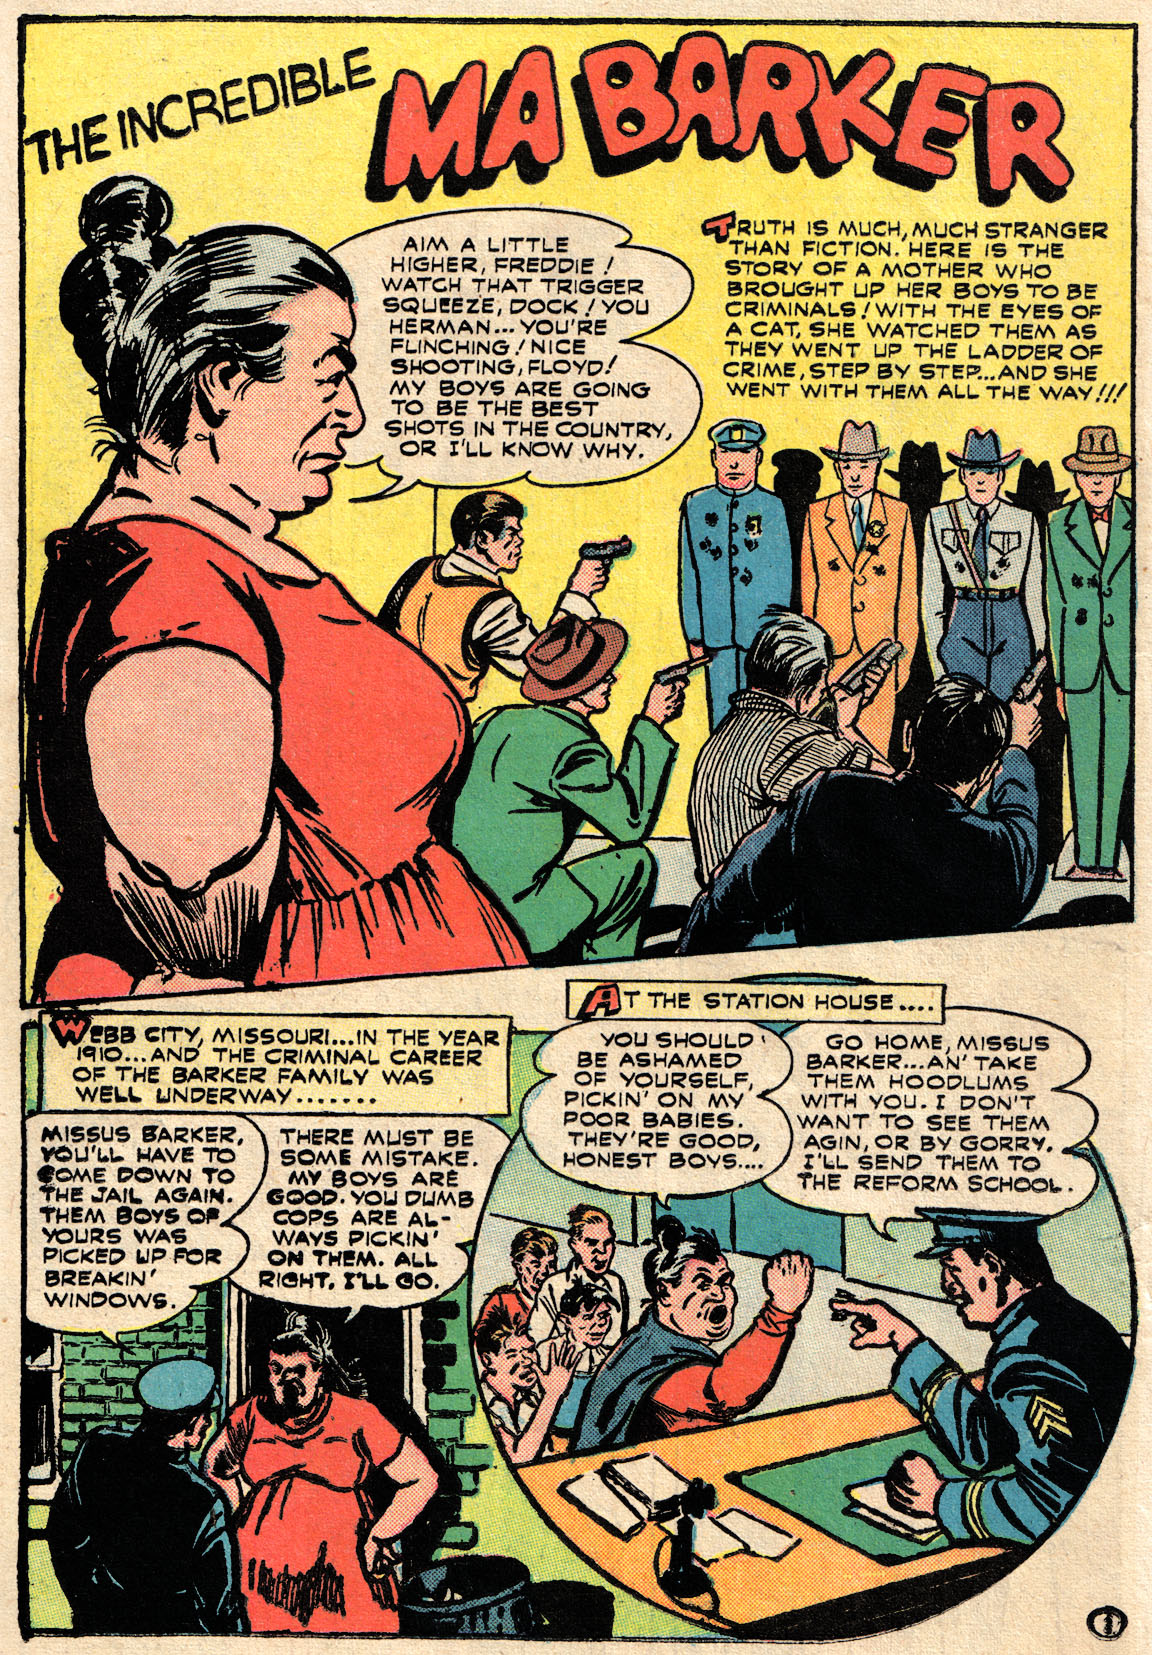 THE INCREDIBLE
MA BARKER
AIM A LITTLE
HIGHER, FREDDIE!
WATCH THAT TRIGGER
SQUEEZE, DOCK! YOU
HERMAN... YOU'RE
FLINCHING! NICE
SHOOTING, FLOYD!
MY BOYS ARE GOING
TO BE THE BEST
SHOTS IN THE COUNTRY,
OR I'LL KNOW WHY.
TRUTH IS MUCH, MUCH STRANGER
THAN FICTION. HERE IS THE
STORY OF A MOTHER WHO
BROUGHT UP HER BOYS TO BE
CRIMINALS! WITH THE EYES OF
A CAT, SHE WATCHED THEM AS
THEY WENT UP THE LADDER OF
CRIME, STEP BY STEP...AND SHE
WENT WITH THEM ALL THE WAY!!!
WEBB CITY, MISSOURI...IN THE YEAR
1910...AND THE CRIMINAL CAREER
OF THE BARKER FAMILY WAS
WELL UNDERWAY.......
MISSUS BARKER,
YOU'LL HAVE TO
COME DOWN TO
THE JAIL AGAIN.
THEM BOYS OF
YOURS WAS
PICKED UP FOR
BREAKIN'
WINDOWS.
THERE MUST BE
SOME MISTAKE.
MY BOYS ARE
GOOD. YOU DUMB
COPS ARE AL-
WAYS PICKIN'
ON THEM. ALL
RIGHT, I'LL GO.
AT THE STATION HOUSE....
YOU SHOULD
BE ASHAMED
OF YOURSELF,
PICKIN' ON MY
POOR BABIES.
THEY'RE GOOD,
HONEST BOYS....
GO HOME, MISSUS
BARKER...AN' TAKE
THEM HOODLUMS
WITH YOU. I DON'T
WANT TO SEE THEM
AGIN, OR BY GORRY,
I'LL SEND THEM TO
THE REFORM SCHOOL.
1